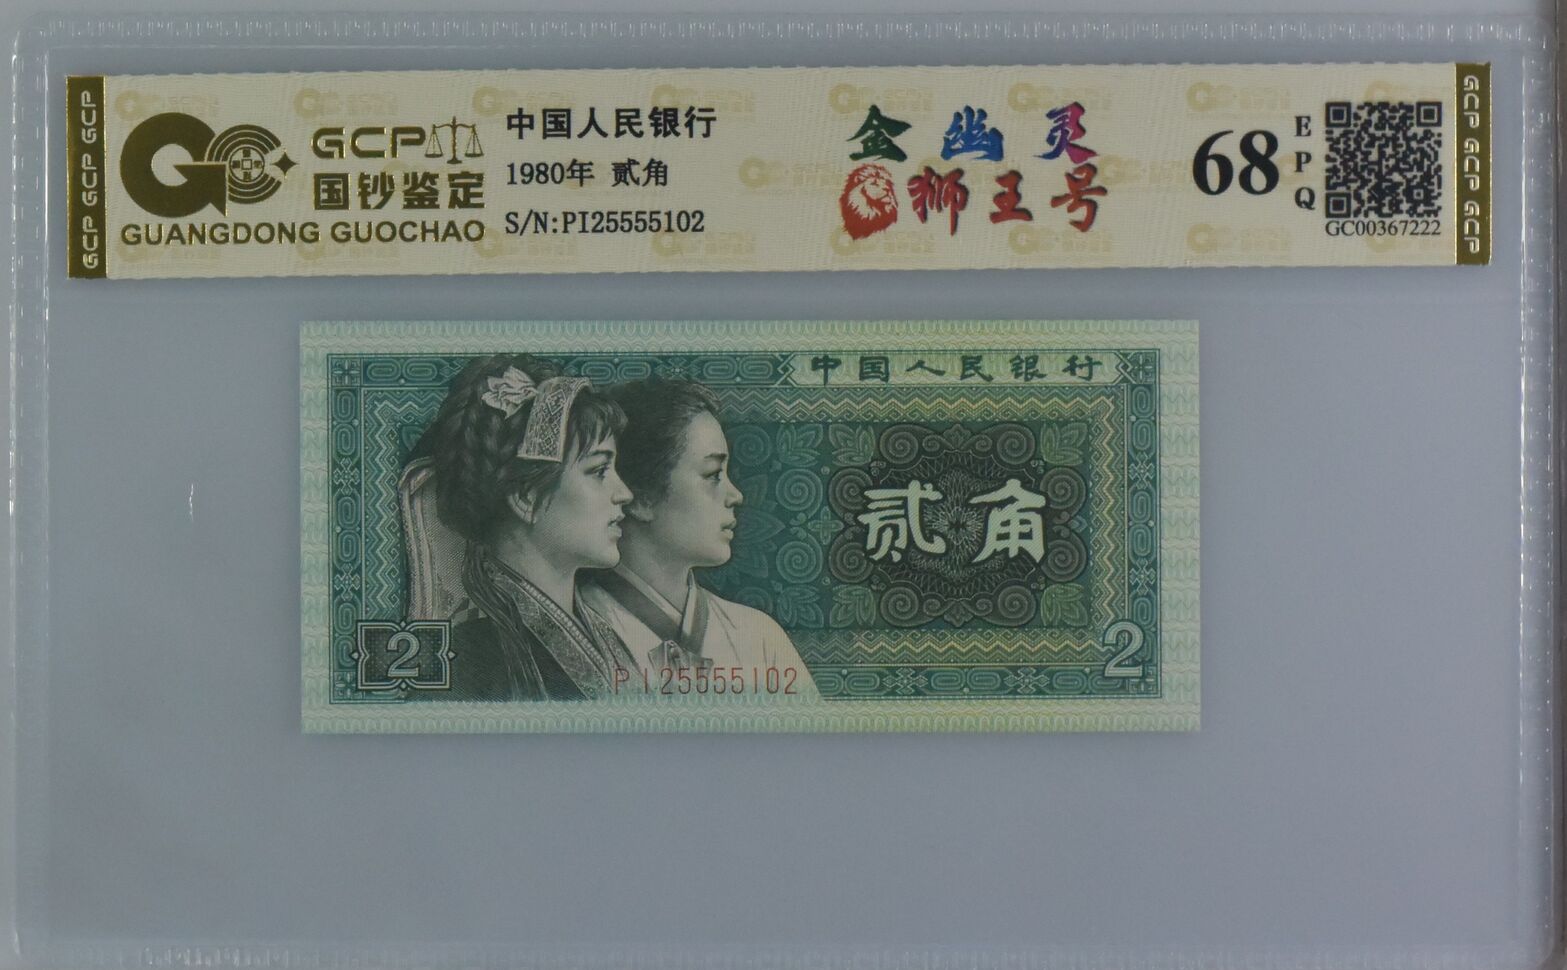 GCP GCP GCP
GCP
国钞鉴定
GUANGDONG GUOCHAO
中国人民银行
1980年 贰角
S/N:PI25555102
金幽灵
狮王号
68
EPQ
GC00367222
GCP GCP GCP
中国人民银行
贰角
2
2
PI25555102